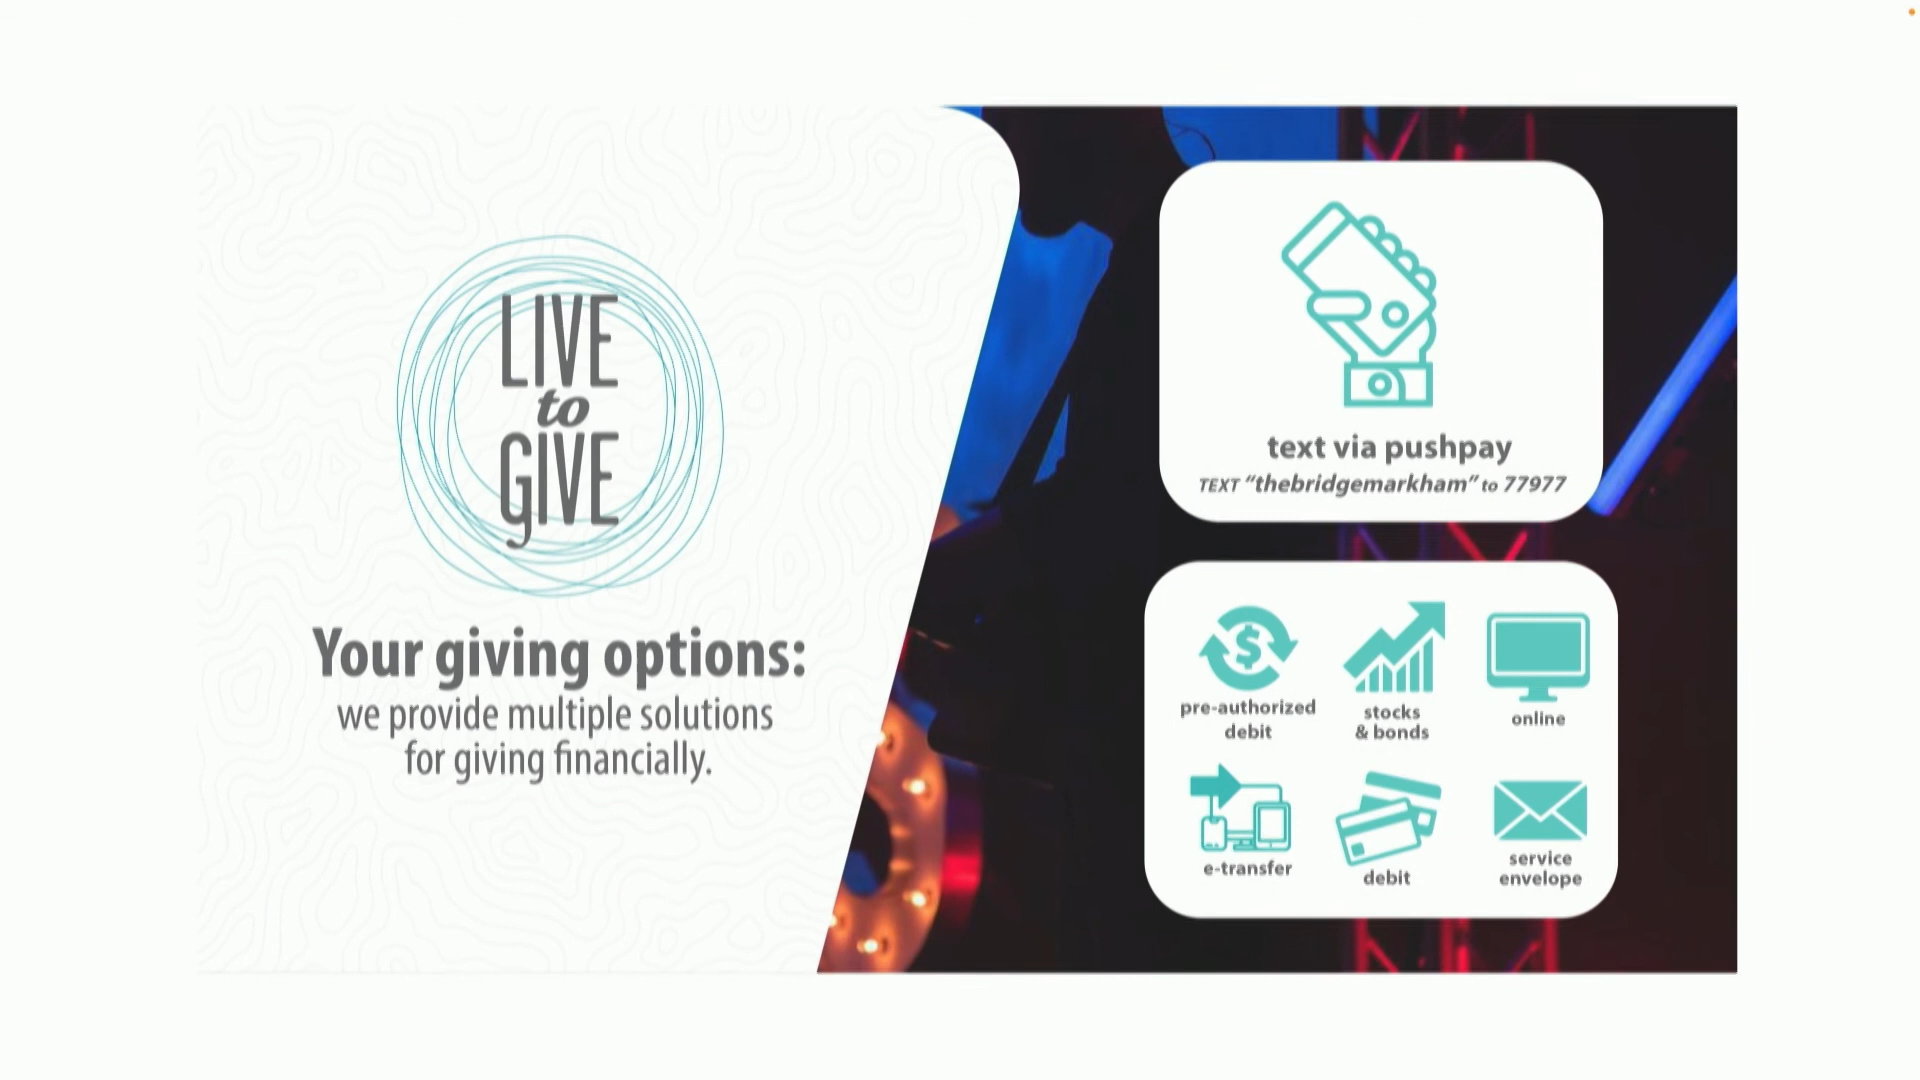 LIVE
to
GIVE
Your giving options:
we provide multiple solutions
for giving financially.
text via pushpay
TEXT “thebridgemarkham” to 77977
pre-authorized
debit
stocks
& bonds
online
e-transfer
debit
service
envelope